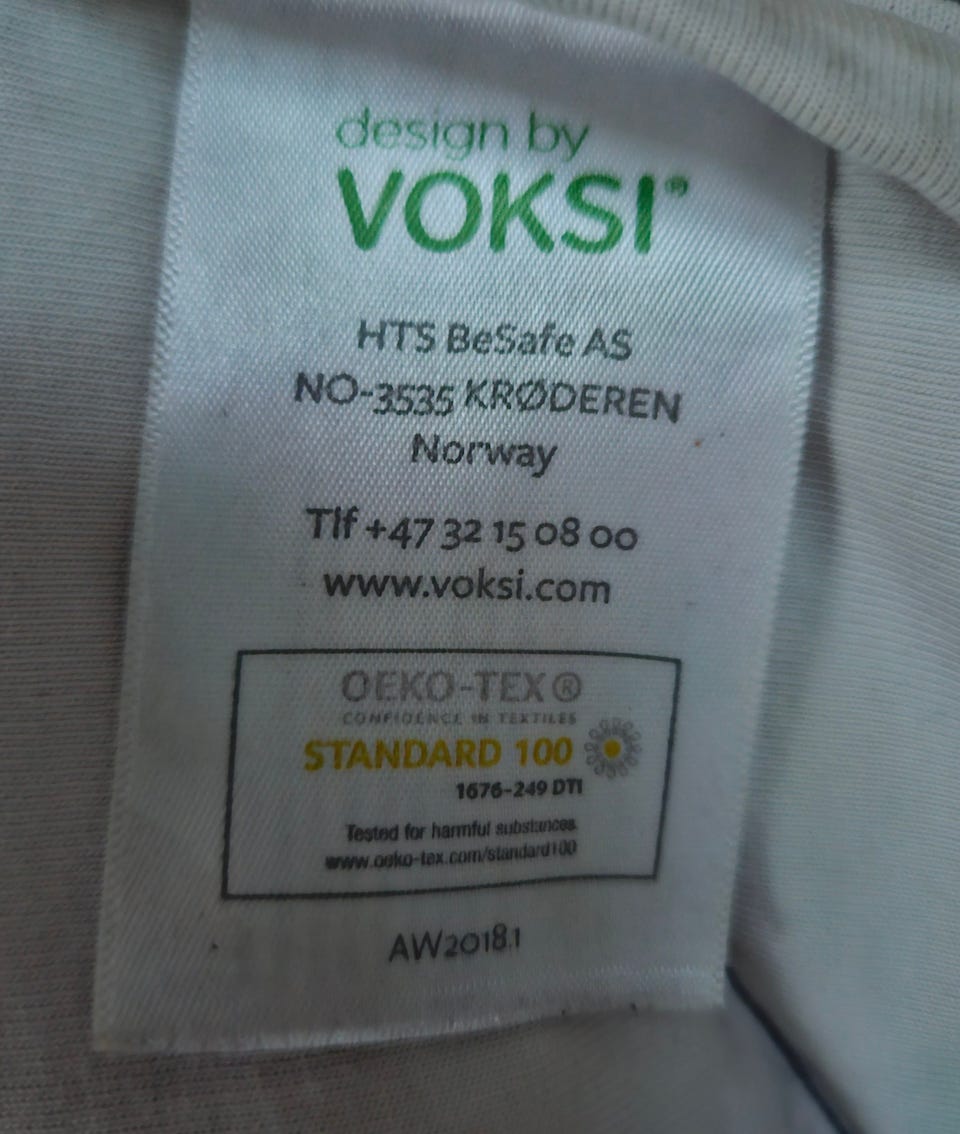 design by
VOKSI®
HTS BeSafe AS
NO-3535 KRØDEREN
Norway
Tlf +47 32 15 08 00
www.voksi.com
OEKO-TEX®
CONFIDENCE IN TEXTILES
STANDARD 100
1676-249 DTI
Tested for harmful substances.
www.oeko-tex.com/standard100
AW2018.1